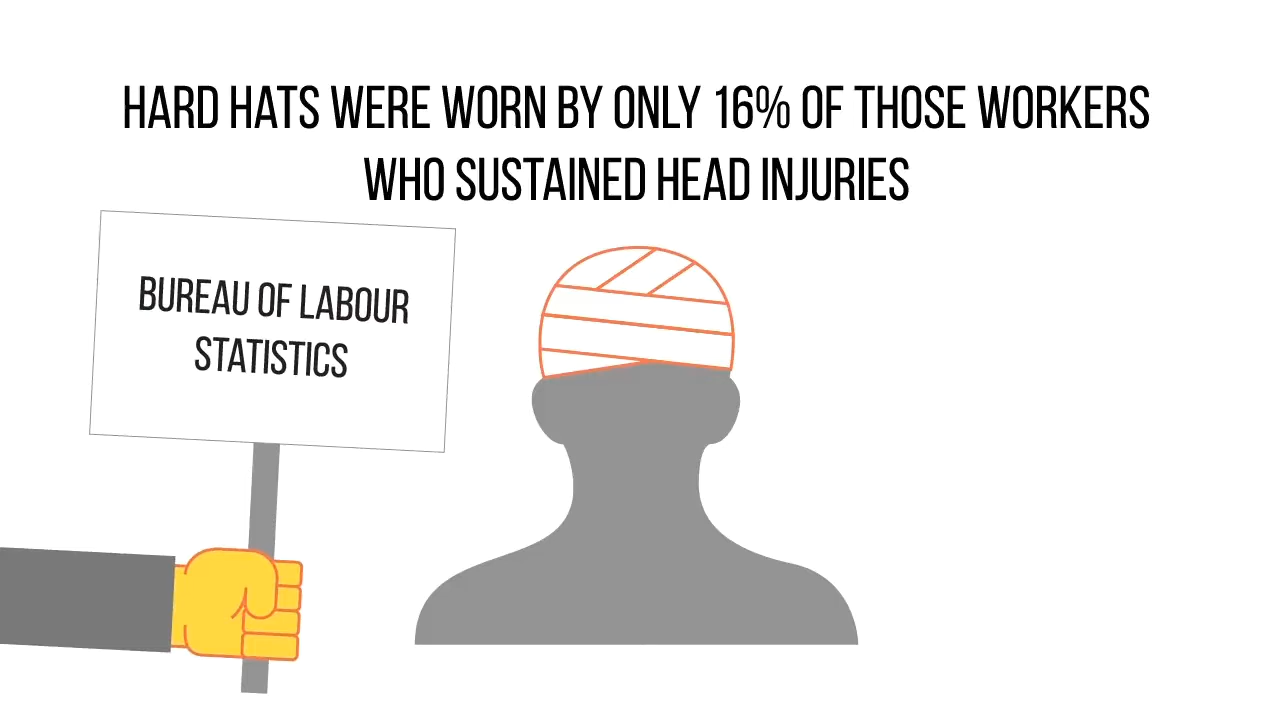 HARD HATS WERE WORN BY ONLY 16% OF THOSE WORKERS
WHO SUSTAINED HEAD INJURIES
BUREAU OF LABOUR
STATISTICS